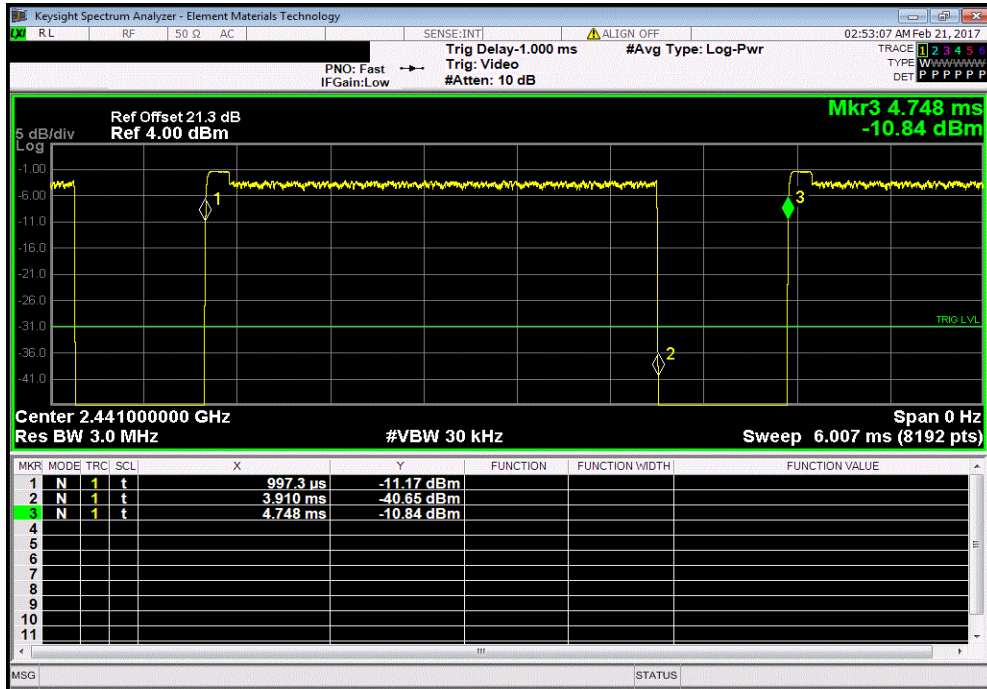 Keysight Spectrum Analyzer - Element Materials Technology
LXI RL RF 50 Ω AC SENSE:INT ALIGN OFF 02:53:07 AM Feb 21, 2017
Trig Delay-1.000 ms #Avg Type: Log-Pwr TRACE 1 2 3 4 5 6
PNO: Fast Trig: Video TYPE WWWWWW
IFGain:Low #Atten: 10 dB DET P P P P P P
Mkr3 4.748 ms
Ref Offset 21.3 dB
5 dB/div Ref 4.00 dBm -10.84 dBm
Log
-1.00
-6.00
1 3
-11.0
-16.0
-21.0
-26.0
-31.0 TRIG LVL
-36.0
2
-41.0
Center 2.441000000 GHz Span 0 Hz
Res BW 3.0 MHz #VBW 30 kHz Sweep 6.007 ms (8192 pts)
MKR MODE TRC SCL X Y FUNCTION FUNCTION WIDTH FUNCTION VALUE
1 N 1 t 997.3 µs -11.17 dBm
2 N 1 t 3.910 ms -40.65 dBm
3 N 1 t 4.748 ms -10.84 dBm
4
5
6
7
8
9
10
11
MSG STATUS